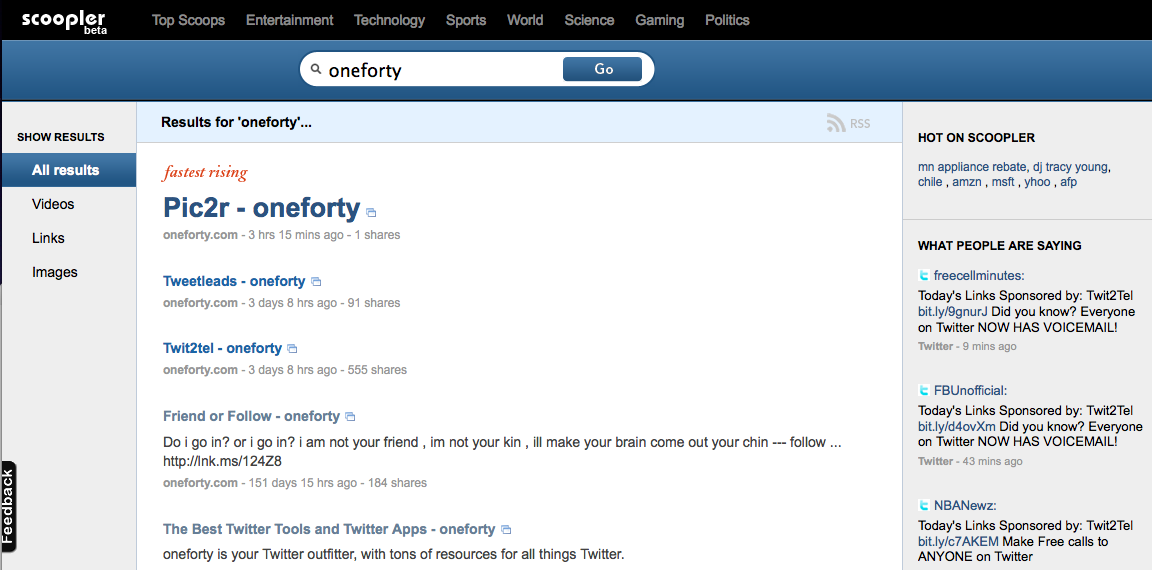 scoopler
beta
Top Scoops Entertainment Technology Sports World Science Gaming Politics
oneforty
Go
SHOW RESULTS
All results
Videos
Links
Images
Feedback
Results for 'oneforty'...
RSS
fastest rising
Pic2r - oneforty
oneforty.com - 3 hrs 15 mins ago - 1 shares
Tweetleads - oneforty
oneforty.com - 3 days 8 hrs ago - 91 shares
Twit2tel - oneforty
oneforty.com - 3 days 8 hrs ago - 555 shares
Friend or Follow - oneforty
Do i go in? or i go in? i am not your friend , im not your kin , ill make your brain come out your chin --- follow ...
http://lnk.ms/124Z8
oneforty.com - 151 days 15 hrs ago - 184 shares
The Best Twitter Tools and Twitter Apps - oneforty
oneforty is your Twitter outfitter, with tons of resources for all things Twitter.
HOT ON SCOOPLER
mn appliance rebate, dj tracy young,
chile , amzn , msft , yhoo , afp
WHAT PEOPLE ARE SAYING
freecellminutes:
Today's Links Sponsored by: Twit2Tel
bit.ly/9gnurJ Did you know? Everyone
on Twitter NOW HAS VOICEMAIL!
Twitter - 9 mins ago
FBUnofficial:
Today's Links Sponsored by: Twit2Tel
bit.ly/d4ovXm Did you know? Everyone
on Twitter NOW HAS VOICEMAIL!
Twitter - 43 mins ago
NBANewz:
Today's Links Sponsored by: Twit2Tel
bit.ly/c7AKEM Make Free calls to
ANYONE on Twitter